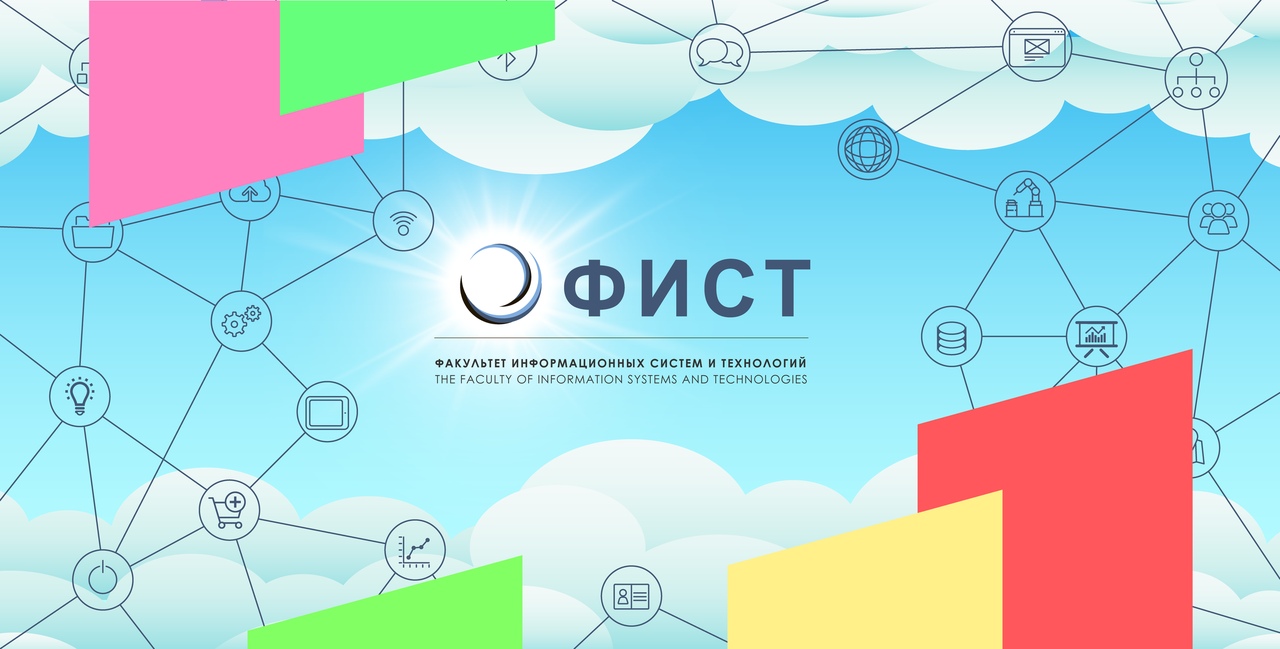 ФИСТ
ФАКУЛЬТЕТ ИНФОРМАЦИОННЫХ СИСТЕМ И ТЕХНОЛОГИЙ
THE FACULTY OF INFORMATION SYSTEMS AND TECHNOLOGIES